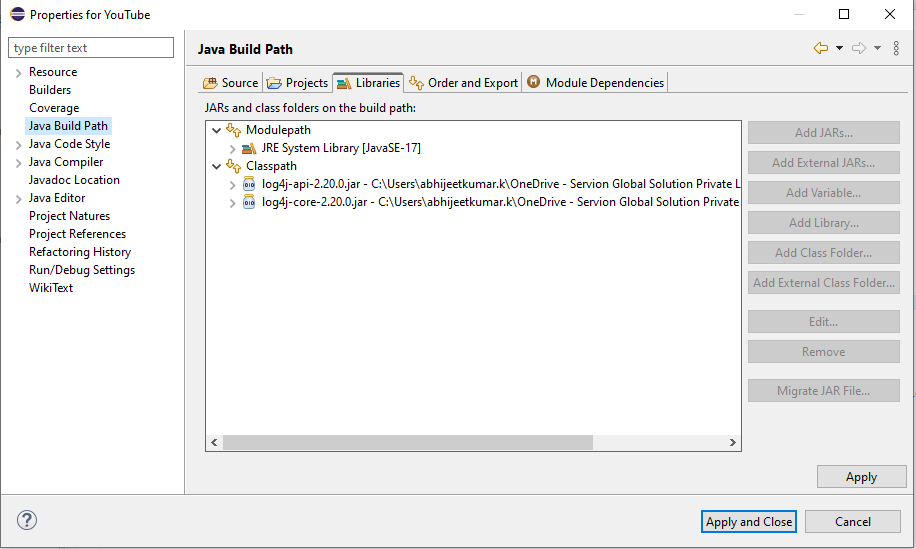 Properties for YouTube
type filter text
Resource
Builders
Coverage
Java Build Path
Java Code Style
Java Compiler
Javadoc Location
Java Editor
Project Natures
Project References
Refactoring History
Run/Debug Settings
WikiText
Java Build Path
Source Projects Libraries Order and Export Module Dependencies
JARs and class folders on the build path:
Modulepath
JRE System Library [JavaSE-17]
Classpath
log4j-api-2.20.0.jar - C:\Users\abhijeetkumar.k\OneDrive - Servion Global Solution Private L
log4j-core-2.20.0.jar - C:\Users\abhijeetkumar.k\OneDrive - Servion Global Solution Private
Add JARs...
Add External JARs...
Add Variable...
Add Library...
Add Class Folder...
Add External Class Folder...
Edit...
Remove
Migrate JAR File...
Apply
Apply and Close
Cancel